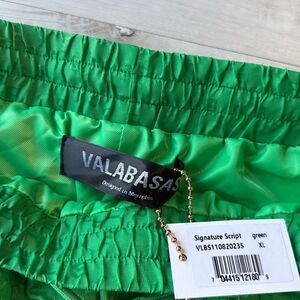 VALABASAS
Designed in Memphis
Signature Script green
VLBS110820235 XL
7 04415 12180 9